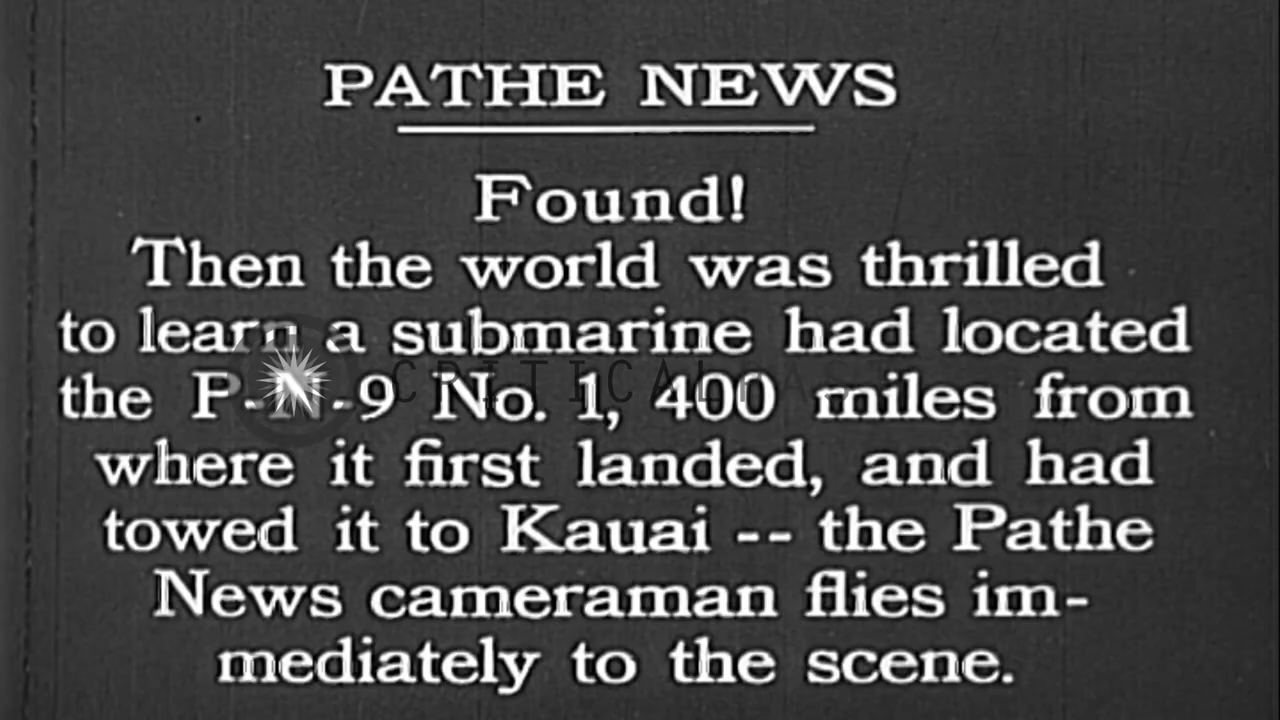 PATHE NEWS
Found!
Then the world was thrilled
to learn a submarine had located
the P-N-9 No. 1, 400 miles from
where it first landed, and had
towed it to Kauai -- the Pathe
News cameraman flies im-
mediately to the scene.
CRITICALPAST